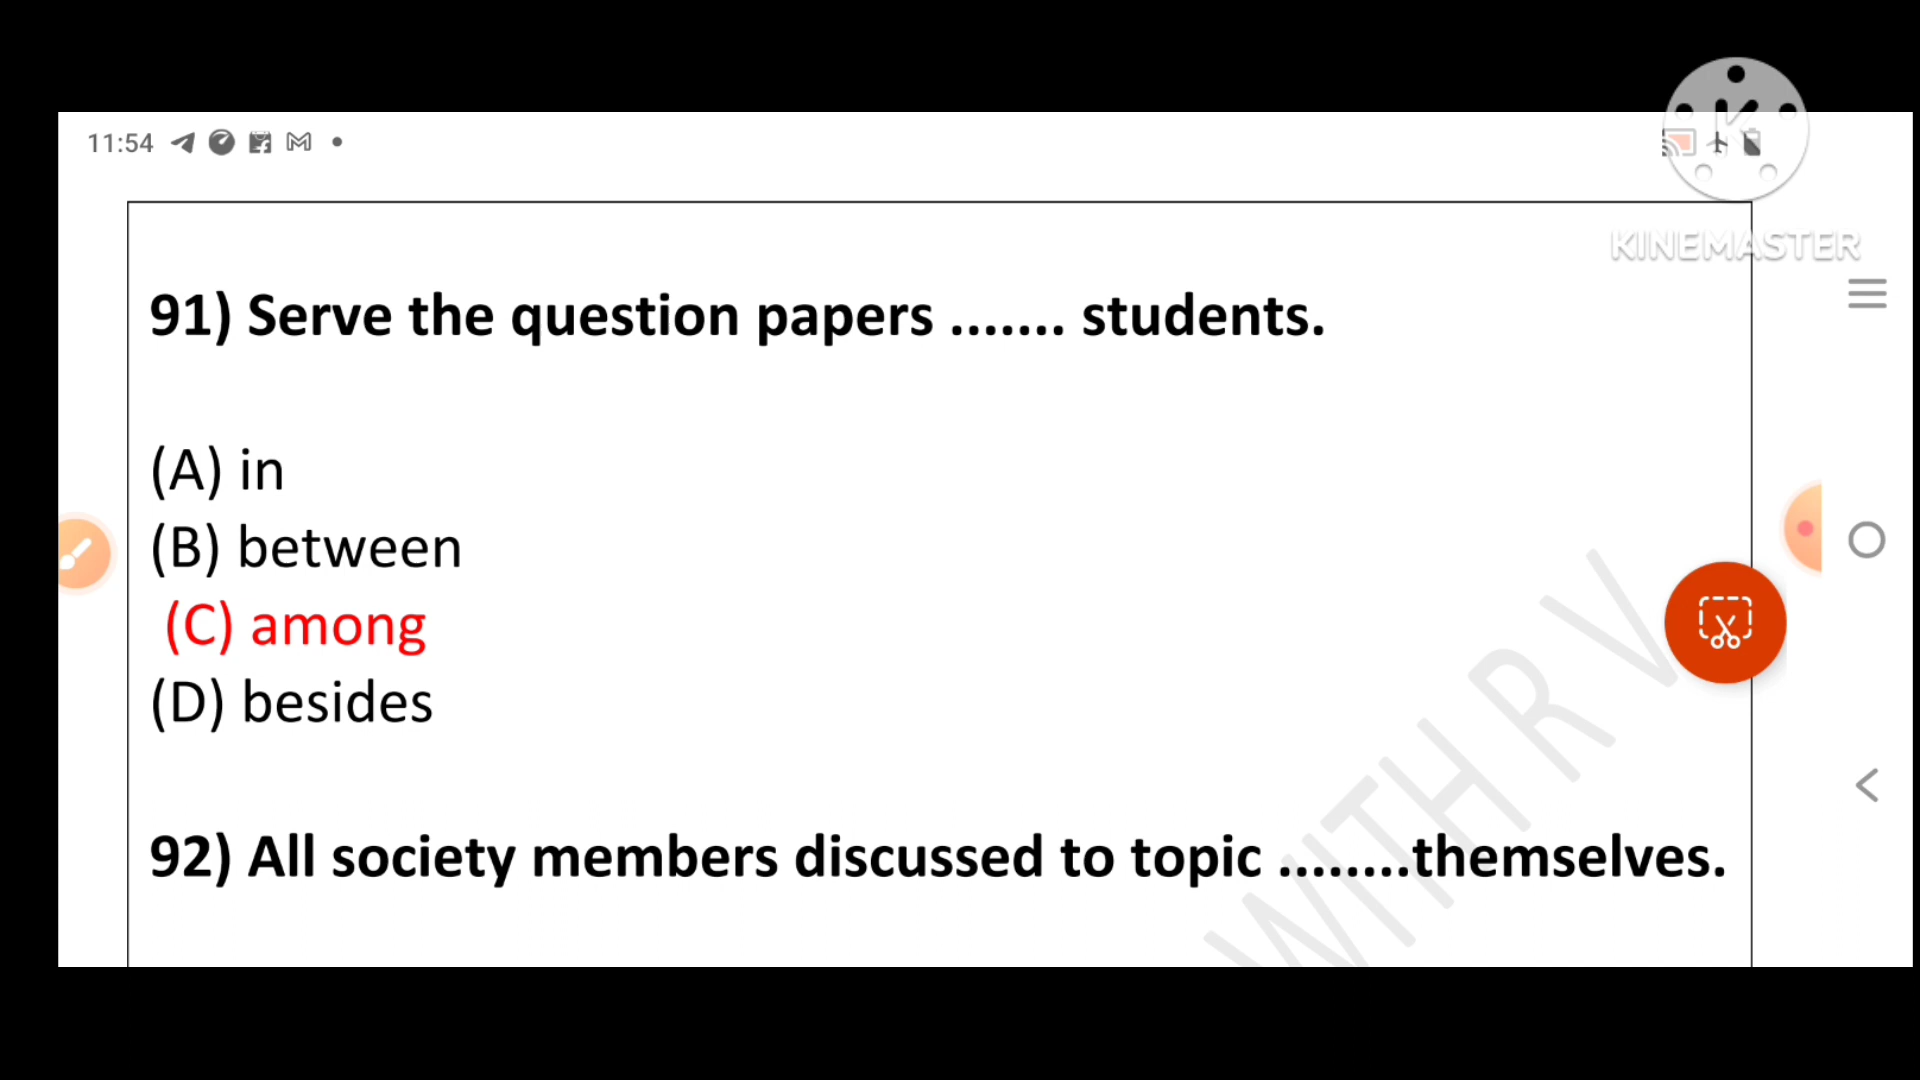 11:54
KINEMASTER
91) Serve the question papers ....... students.
(A) in
(B) between
(C) among
(D) besides
92) All society members discussed to topic ........themselves.
WITH R V